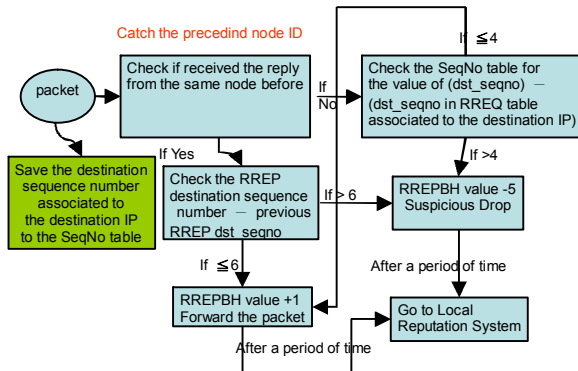 Catch the precedind node ID
If ≦4
packet
Check if received the reply
from the same node before
If
No
Check the SeqNo table for
the value of (dst_seqno) −
(dst_seqno in RREQ table
associated to the destination IP)
If Yes
If >4
Save the destination
sequence number
associated to
the destination IP
to the SeqNo table
Check the RREP
destination sequence
number − previous
RREP dst_seqno
If > 6
RREPBH value -5
Suspicious Drop
If ≦6
After a period of time
RREPBH value +1
Forward the packet
Go to Local
Reputation System
After a period of time